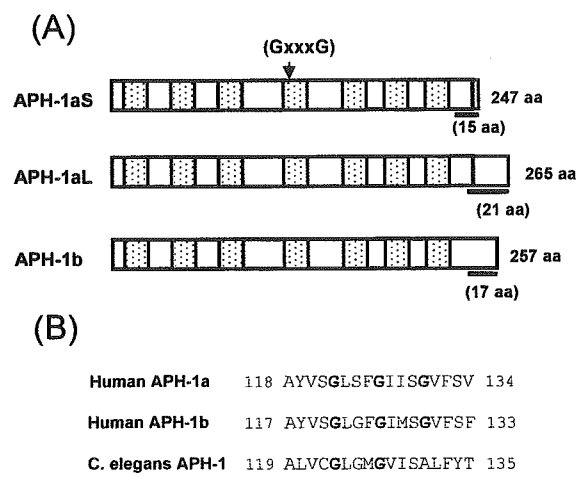 (A)
(GxxxG)
APH-1aS 247 aa
(15 aa)
APH-1aL 265 aa
(21 aa)
APH-1b 257 aa
(17 aa)
(B)
Human APH-1a 118 AYVSGLSFGIISGVFSV 134
Human APH-1b 117 AYVSGLGFGIMSGVFSF 133
C. elegans APH-1 119 ALVCGLGMGVISALFYT 135